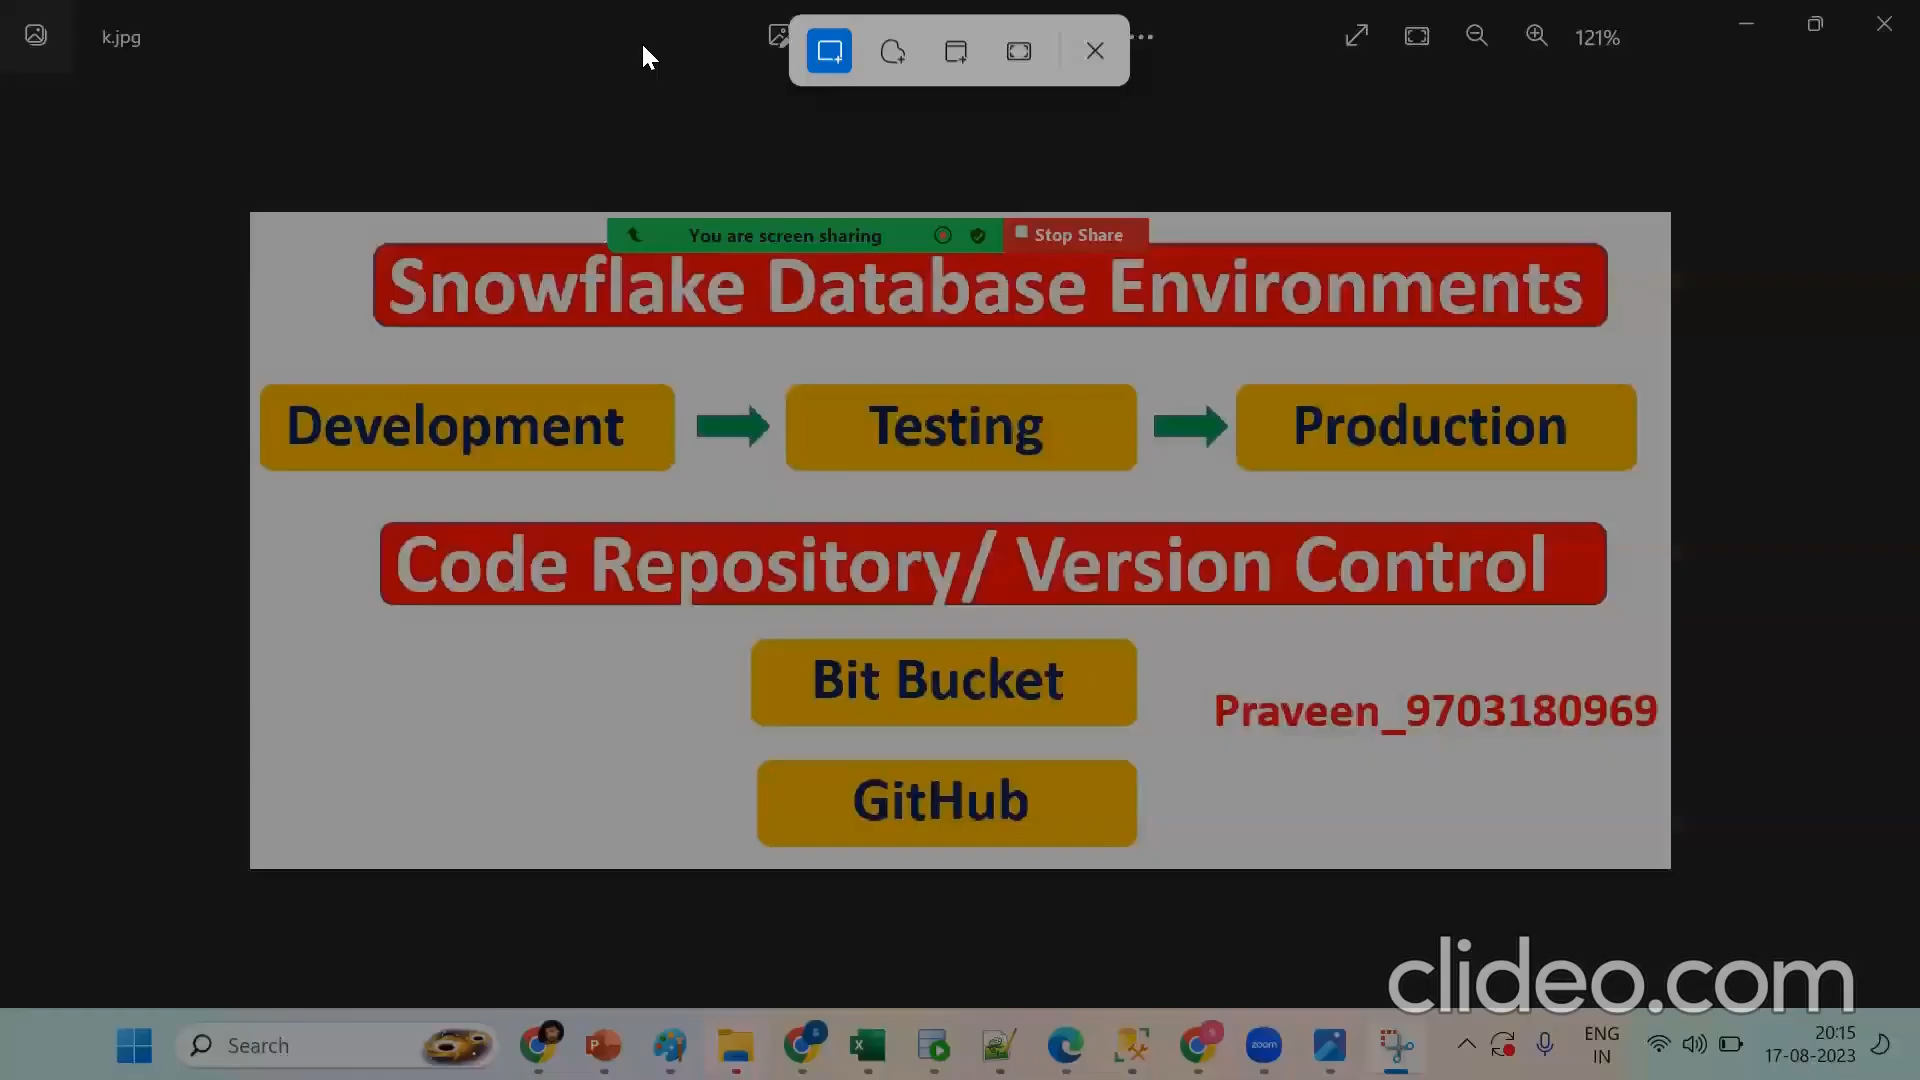 k.jpg
121%
You are screen sharing
Stop Share
Snowflake Database Environments
Development
Testing
Production
Code Repository/ Version Control
Bit Bucket
Praveen_9703180969
GitHub
clideo.com
Search
zoom
ENG
IN
20:15
17-08-2023